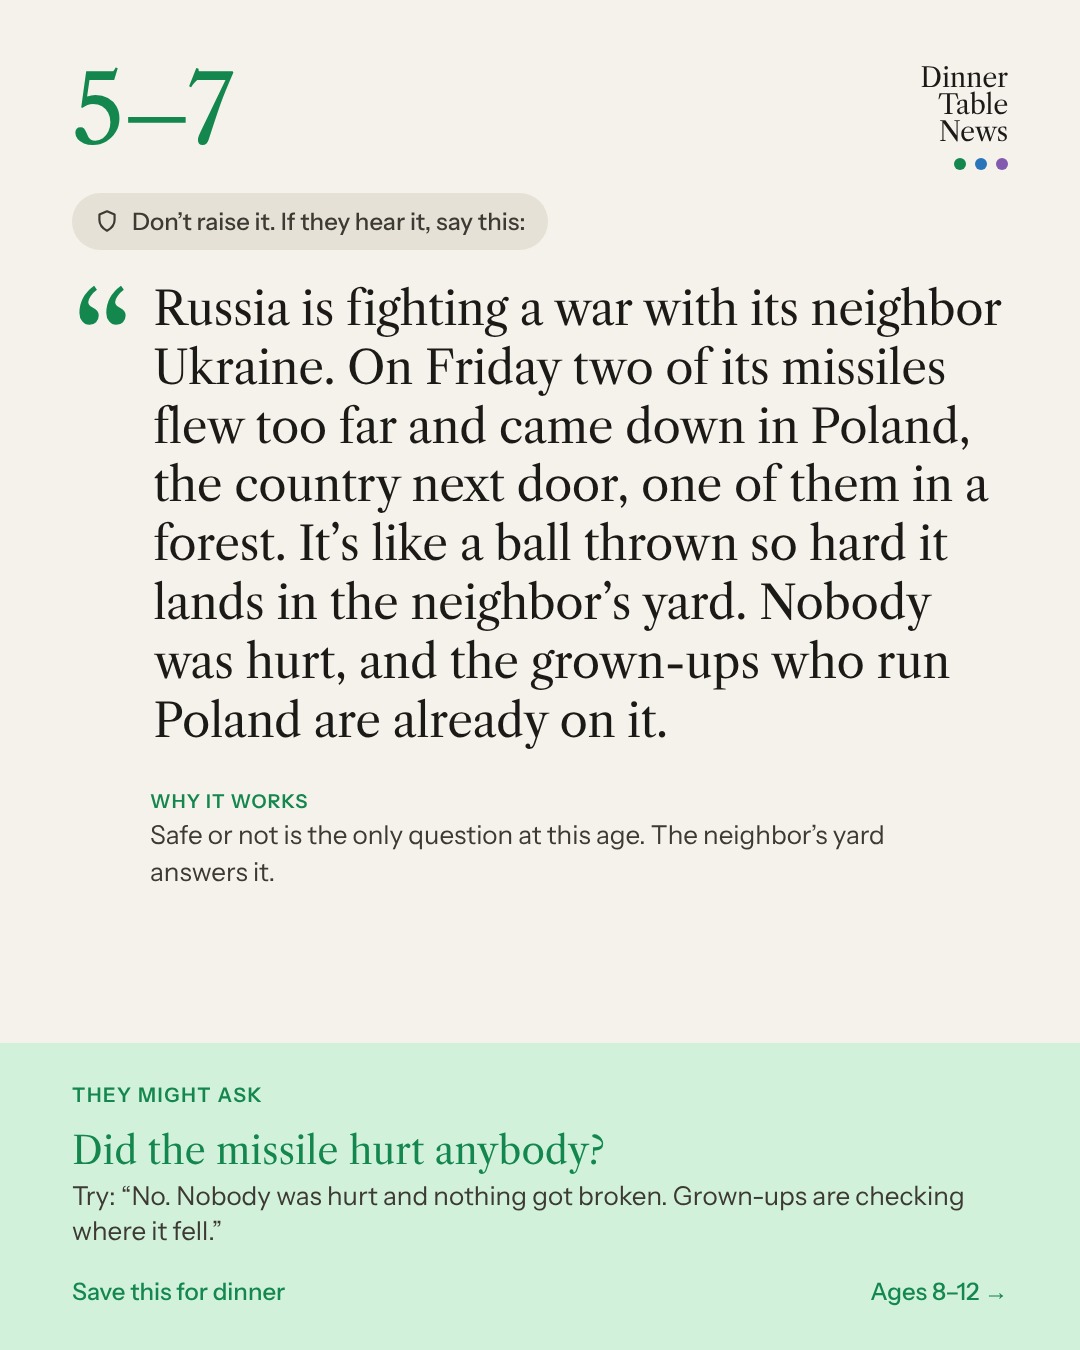 5–7
Dinner
Table
News
Don’t raise it. If they hear it, say this:
“ Russia is fighting a war with its neighbor
Ukraine. On Friday two of its missiles
flew too far and came down in Poland,
the country next door, one of them in a
forest. It’s like a ball thrown so hard it
lands in the neighbor’s yard. Nobody
was hurt, and the grown-ups who run
Poland are already on it.
WHY IT WORKS
Safe or not is the only question at this age. The neighbor’s yard
answers it.
THEY MIGHT ASK
Did the missile hurt anybody?
Try: “No. Nobody was hurt and nothing got broken. Grown-ups are checking
where it fell.”
Save this for dinner
Ages 8–12 →